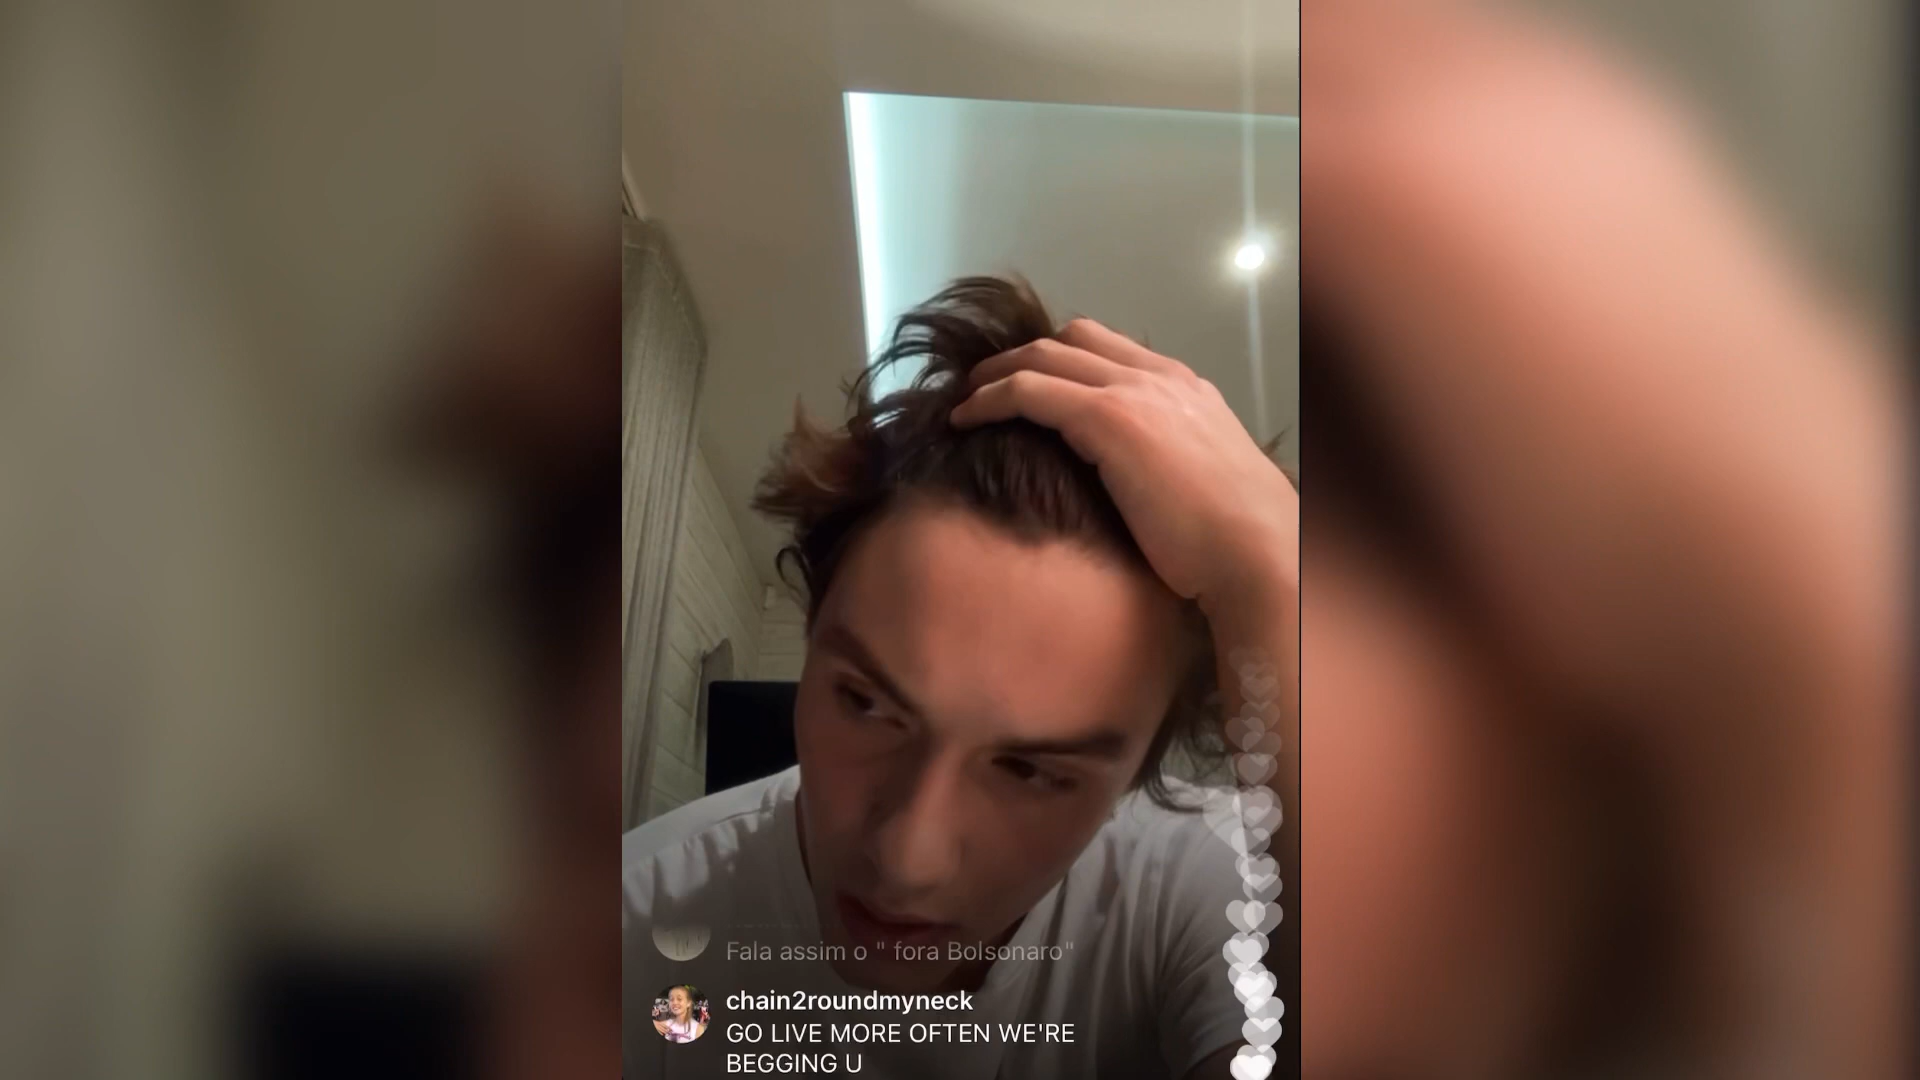 Fala assim o " fora Bolsonaro"
chain2roundmyneck
GO LIVE MORE OFTEN WE'RE
BEGGING U